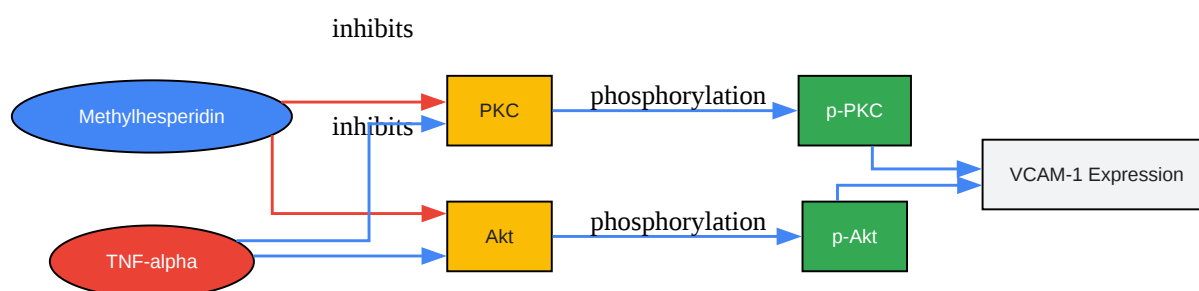 inhibits
Methylhesperidin
inhibits
PKC
phosphorylation
p-PKC
VCAM-1 Expression
TNF-alpha
Akt
phosphorylation
p-Akt